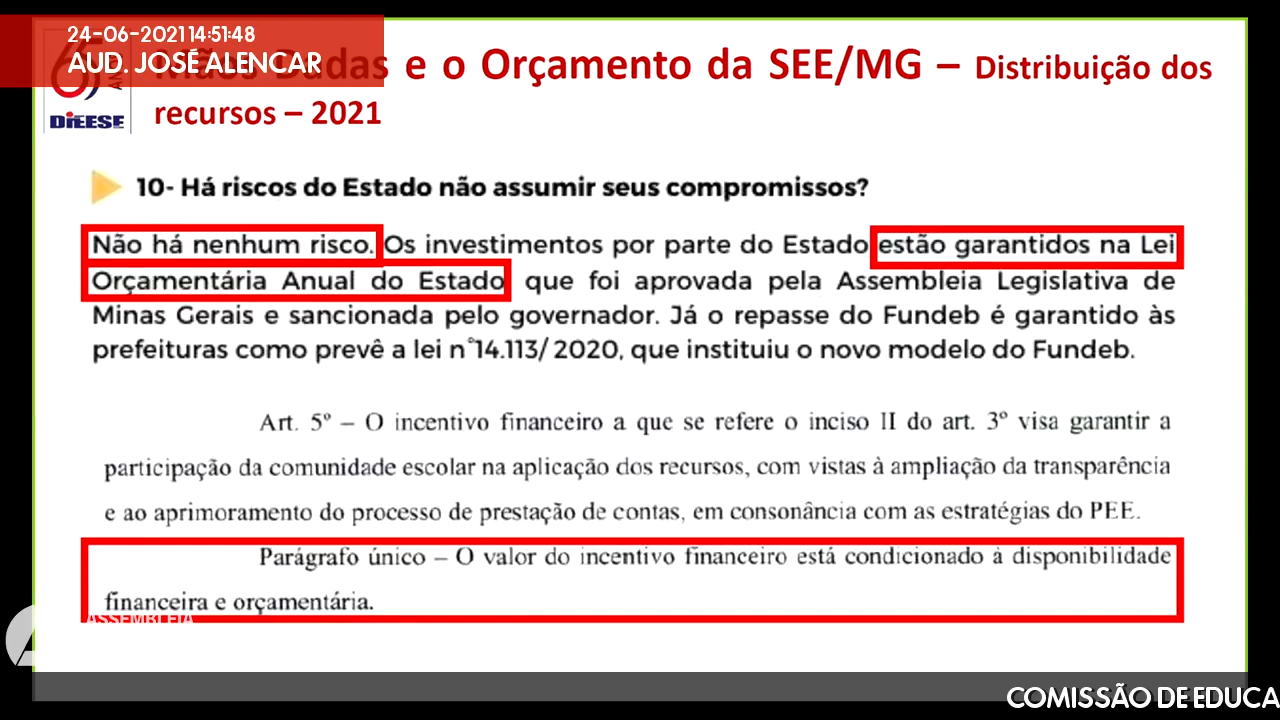 24-06-2021 14:51:48
AUD. JOSÉ ALENCAR
Dadas e o Orçamento da SEE/MG – Distribuição dos
recursos – 2021
DIEESE
10- Há riscos do Estado não assumir seus compromissos?
Não há nenhum risco. Os investimentos por parte do Estado estão garantidos na Lei
Orçamentária Anual do Estado que foi aprovada pela Assembleia Legislativa de
Minas Gerais e sancionada pelo governador. Já o repasse do Fundeb é garantido às
prefeituras como prevê a lei n°14.113/ 2020, que instituiu o novo modelo do Fundeb.
Art. 5º – O incentivo financeiro a que se refere o inciso II do art. 3º visa garantir a
participação da comunidade escolar na aplicação dos recursos, com vistas à ampliação da transparência
e ao aprimoramento do processo de prestação de contas, em consonância com as estratégias do PEE.
Parágrafo único – O valor do incentivo financeiro está condicionado à disponibilidade
financeira e orçamentária.
ASSEMBLEIA
COMISSÃO DE EDUCA